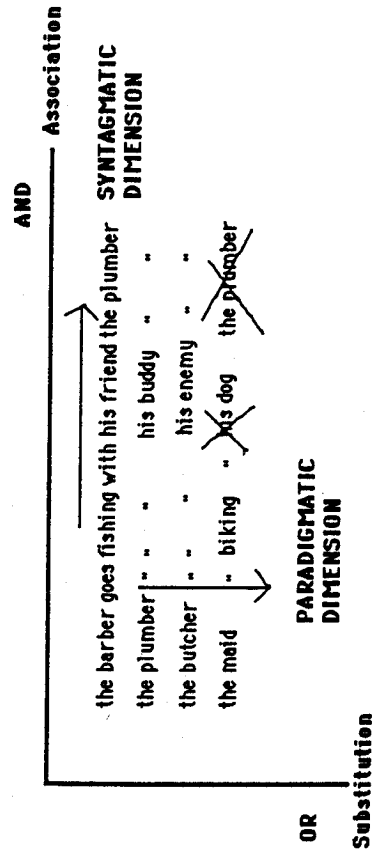 AND
Association
SYNTAGMATIC
DIMENSION
the barber goes fishing with his friend the plumber
the plumber " " " his buddy " "
the butcher " " " his enemy " "
the maid " biking " his dog the plumber
PARADIGMATIC
DIMENSION
OR
Substitution